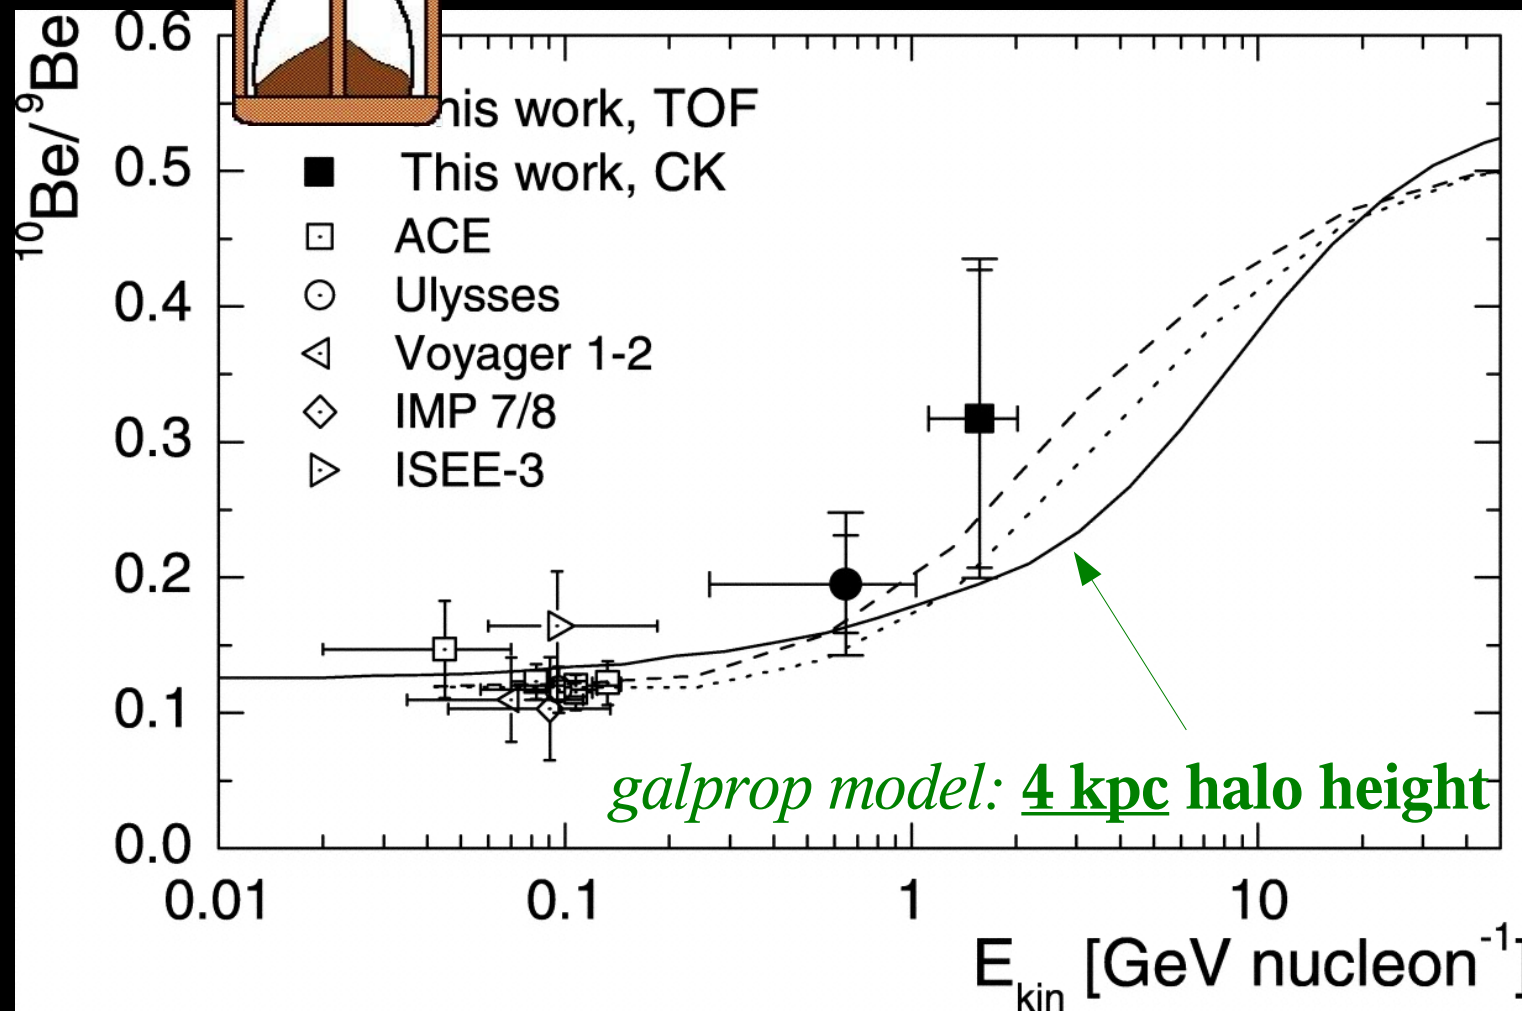 ¹⁰Be/ ⁹Be
0.6
0.5
0.4
0.3
0.2
0.1
0.0
his work, TOF
This work, CK
ACE
Ulysses
Voyager 1-2
IMP 7/8
ISEE-3
galprop model: 4 kpc halo height
0.01 0.1 1 10
E_kin [GeV nucleon⁻¹]